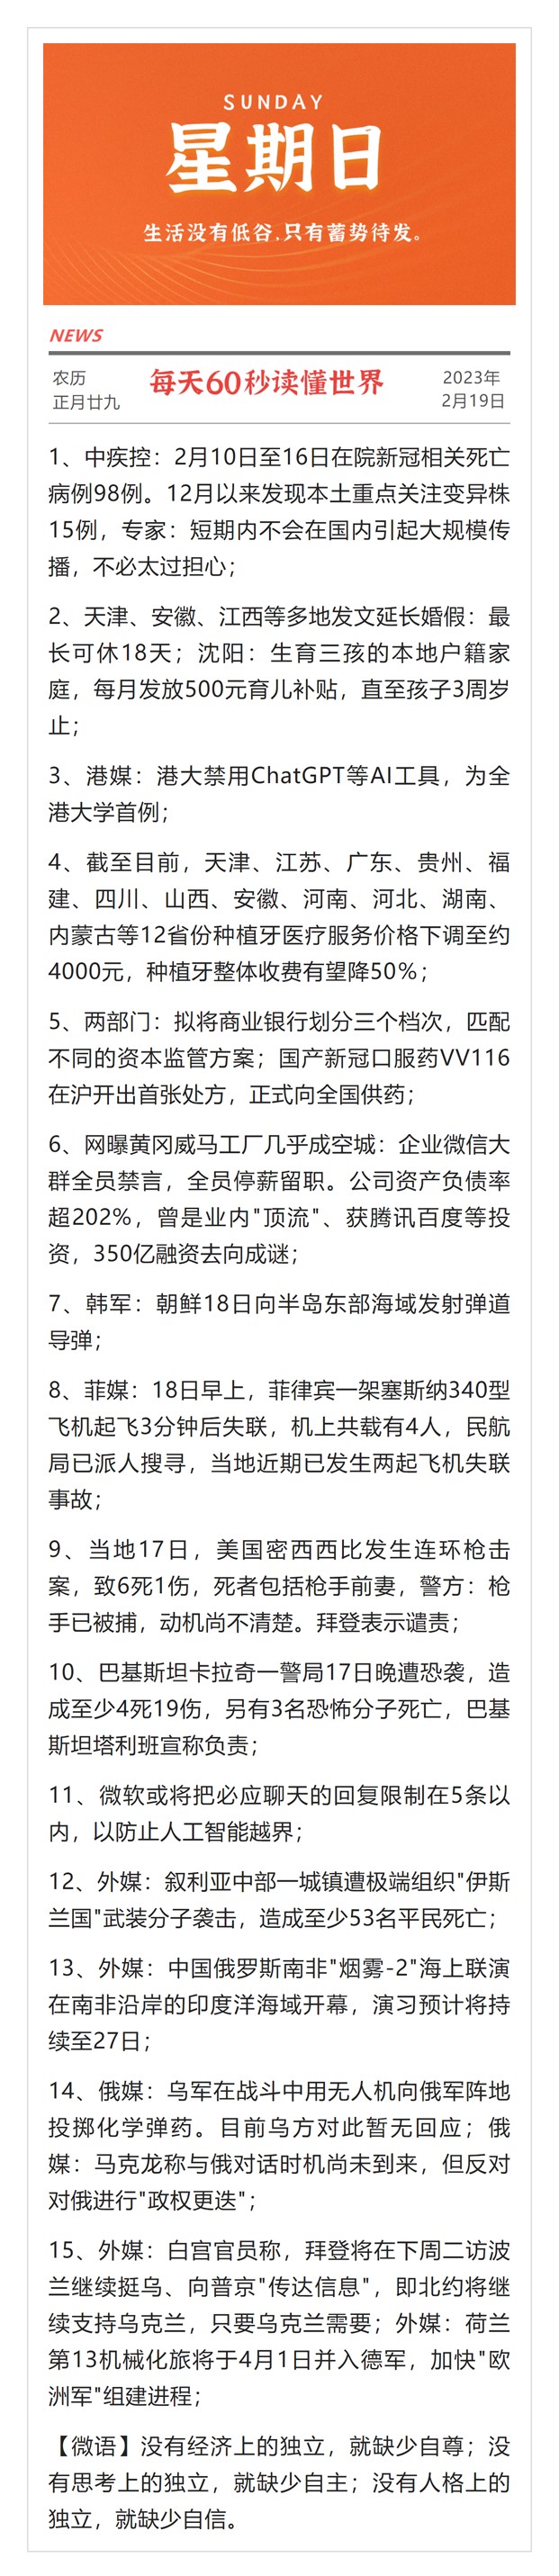 SUNDAY
星期日
生活没有低谷,只有蓄势待发。
NEWS
农历
正月廿九
每天60秒读懂世界
2023年
2月19日
1、中疾控：2月10日至16日在院新冠相关死亡
病例98例。12月以来发现本土重点关注变异株
15例，专家：短期内不会在国内引起大规模传
播，不必太过担心；
2、天津、安徽、江西等多地发文延长婚假：最
长可休18天；沈阳：生育三孩的本地户籍家
庭，每月发放500元育儿补贴，直至孩子3周岁
止；
3、港媒：港大禁用ChatGPT等AI工具，为全
港大学首例；
4、截至目前，天津、江苏、广东、贵州、福
建、四川、山西、安徽、河南、河北、湖南、
内蒙古等12省份种植牙医疗服务价格下调至约
4000元，种植牙整体收费有望降50%；
5、两部门：拟将商业银行划分三个档次，匹配
不同的资本监管方案；国产新冠口服药VV116
在沪开出首张处方，正式向全国供药；
6、网曝黄冈威马工厂几乎成空城：企业微信大
群全员禁言，全员停薪留职。公司资产负债率
超202%，曾是业内"顶流"、获腾讯百度等投
资，350亿融资去向成谜；
7、韩军：朝鲜18日向半岛东部海域发射弹道
导弹；
8、菲媒：18日早上，菲律宾一架塞斯纳340型
飞机起飞3分钟后失联，机上共载有4人，民航
局已派人搜寻，当地近期已发生两起飞机失联
事故；
9、当地17日，美国密西西比发生连环枪击
案，致6死1伤，死者包括枪手前妻，警方：枪
手已被捕，动机尚不清楚。拜登表示谴责；
10、巴基斯坦卡拉奇一警局17日晚遭恐袭，造
成至少4死19伤，另有3名恐怖分子死亡，巴基
斯坦塔利班宣称负责；
11、微软或将把必应聊天的回复限制在5条以
内，以防止人工智能越界；
12、外媒：叙利亚中部一城镇遭极端组织"伊斯
兰国"武装分子袭击，造成至少53名平民死亡；
13、外媒：中国俄罗斯南非"烟雾-2"海上联演
在南非沿岸的印度洋海域开幕，演习预计将持
续至27日；
14、俄媒：乌军在战斗中用无人机向俄军阵地
投掷化学弹药。目前乌方对此暂无回应；俄
媒：马克龙称与俄对话时机尚未到来，但反对
对俄进行"政权更迭"；
15、外媒：白宫官员称，拜登将在下周二访波
兰继续挺乌、向普京"传达信息"，即北约将继
续支持乌克兰，只要乌克兰需要；外媒：荷兰
第13机械化旅将于4月1日并入德军，加快"欧
洲军"组建进程；
【微语】没有经济上的独立，就缺少自尊；没
有思考上的独立，就缺少自主；没有人格上的
独立，就缺少自信。